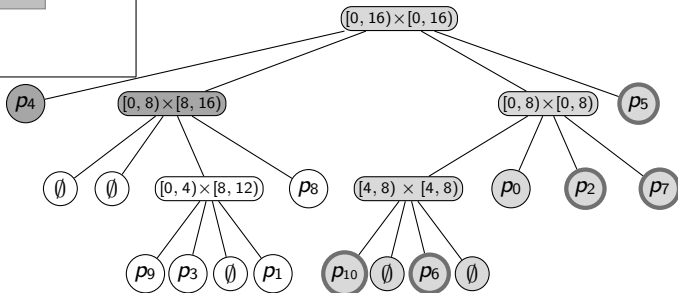 [0, 16)×[0, 16)
p4 [0, 8)×[8, 16) [0, 8)×[0, 8) p5
∅ ∅ [0, 4)×[8, 12) p8 [4, 8) × [4, 8) p0 p2 p7
p9 p3 ∅ p1 p10 ∅ p6 ∅